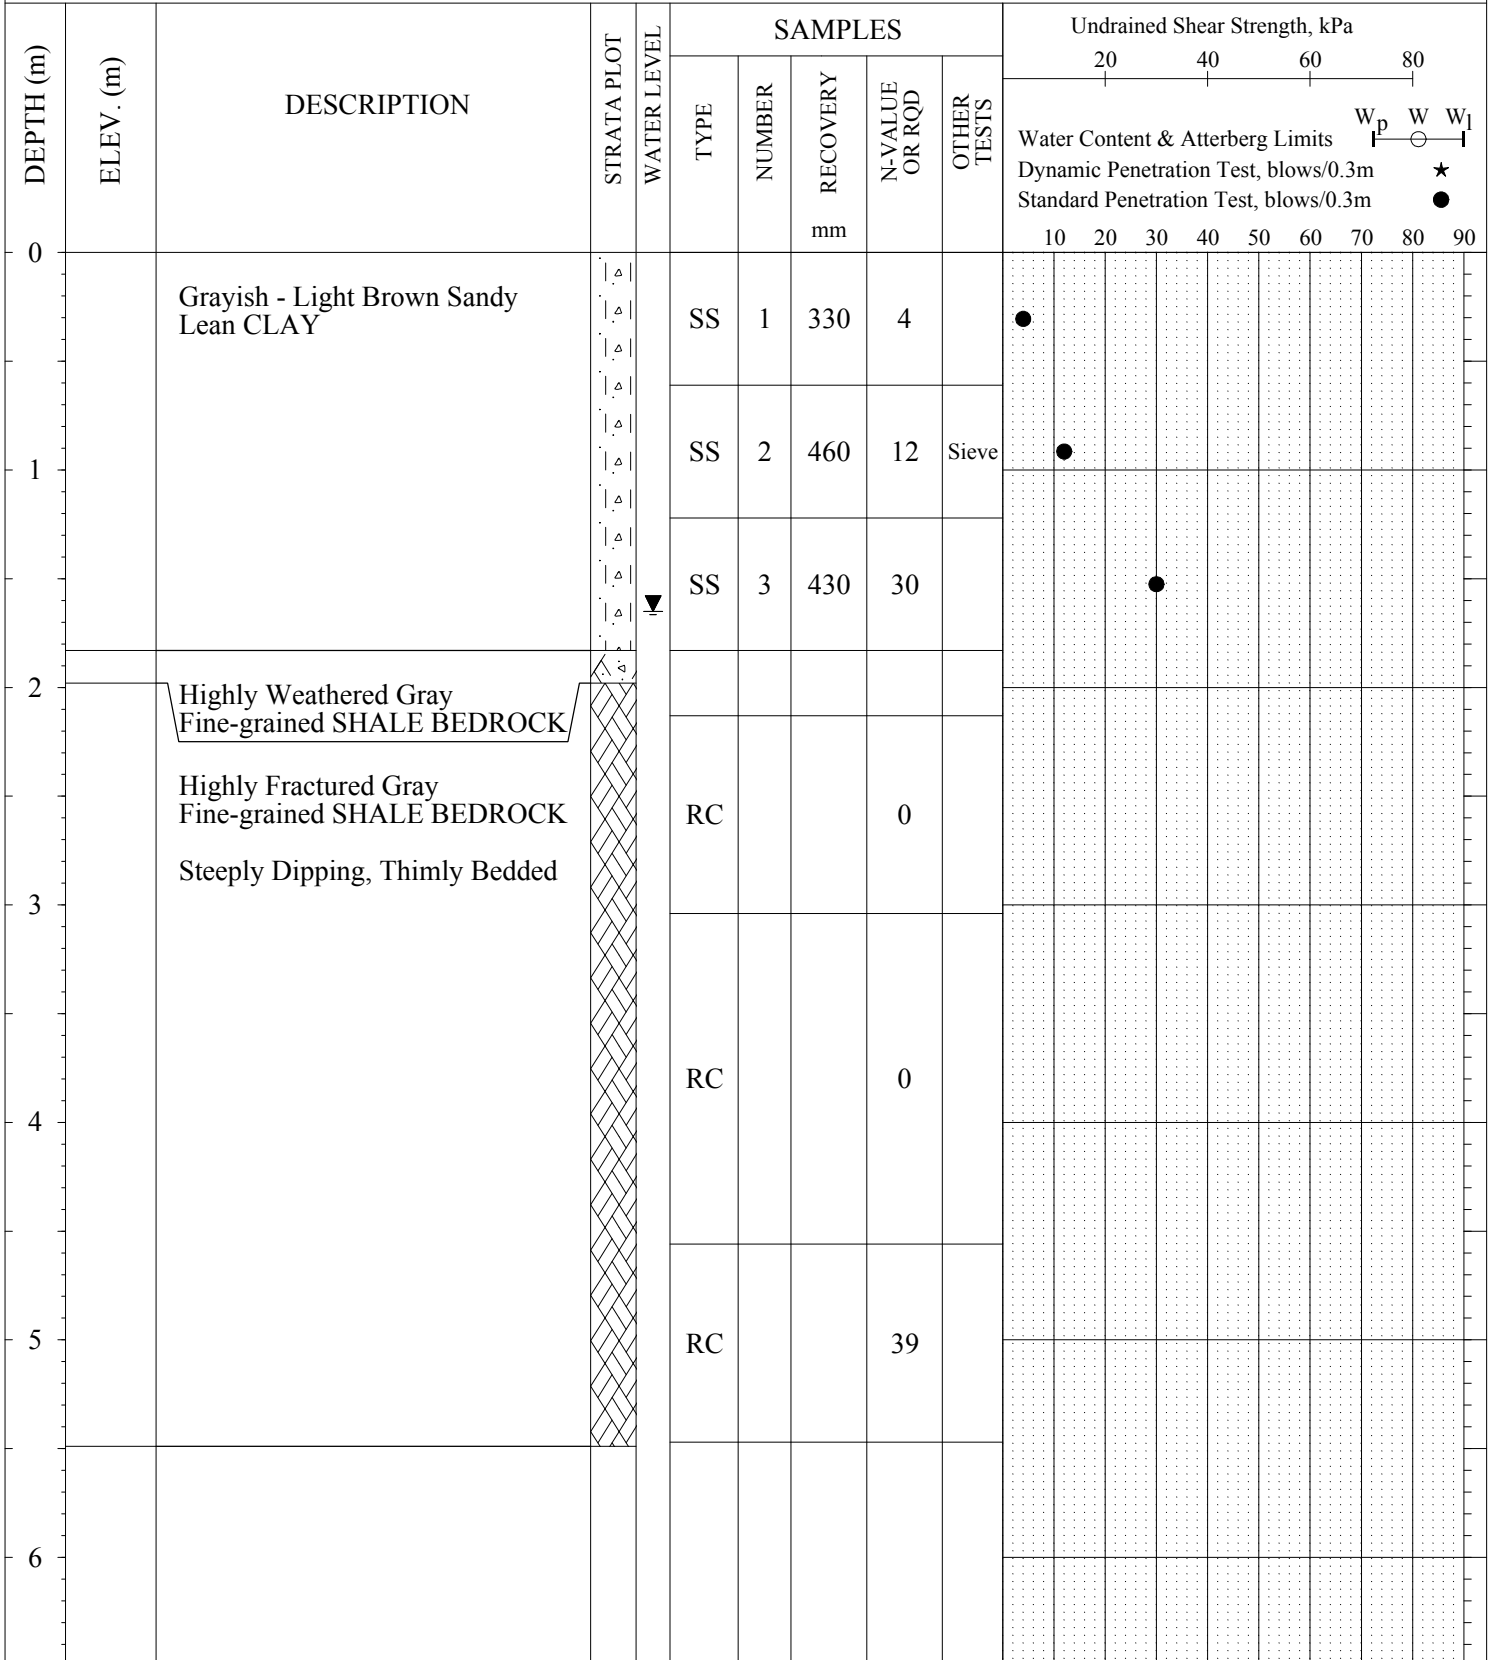 DEPTH (m)
ELEV. (m)
DESCRIPTION
STRATA PLOT
WATER LEVEL
SAMPLES
TYPE
NUMBER
RECOVERY
mm
N-VALUE
OR RQD
OTHER
TESTS
Undrained Shear Strength, kPa
20 40 60 80
Water Content & Atterberg Limits Wp W Wl
Dynamic Penetration Test, blows/0.3m ★
Standard Penetration Test, blows/0.3m ●
10 20 30 40 50 60 70 80 90
0
Grayish - Light Brown Sandy
Lean CLAY
SS 1 330 4
SS 2 460 12 Sieve
1
SS 3 430 30
2
Highly Weathered Gray
Fine-grained SHALE BEDROCK
Highly Fractured Gray
Fine-grained SHALE BEDROCK
RC 0
Steeply Dipping, Thimly Bedded
3
RC 0
4
5
RC 39
6